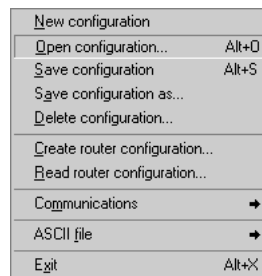 New configuration
Open configuration... Alt+O
Save configuration Alt+S
Save configuration as...
Delete configuration...
Create router configuration...
Read router configuration...
Communications
ASCII file
Exit Alt+X